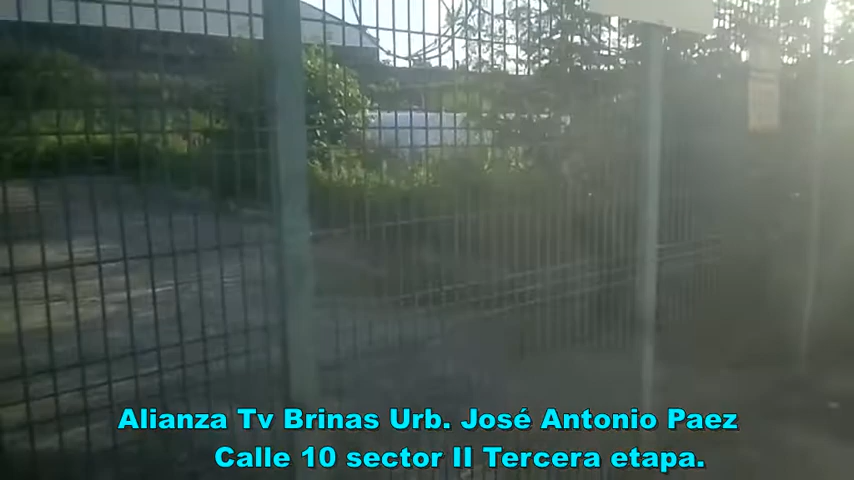 Alianza Tv Brinas Urb. José Antonio Paez
Calle 10 sector II Tercera etapa.